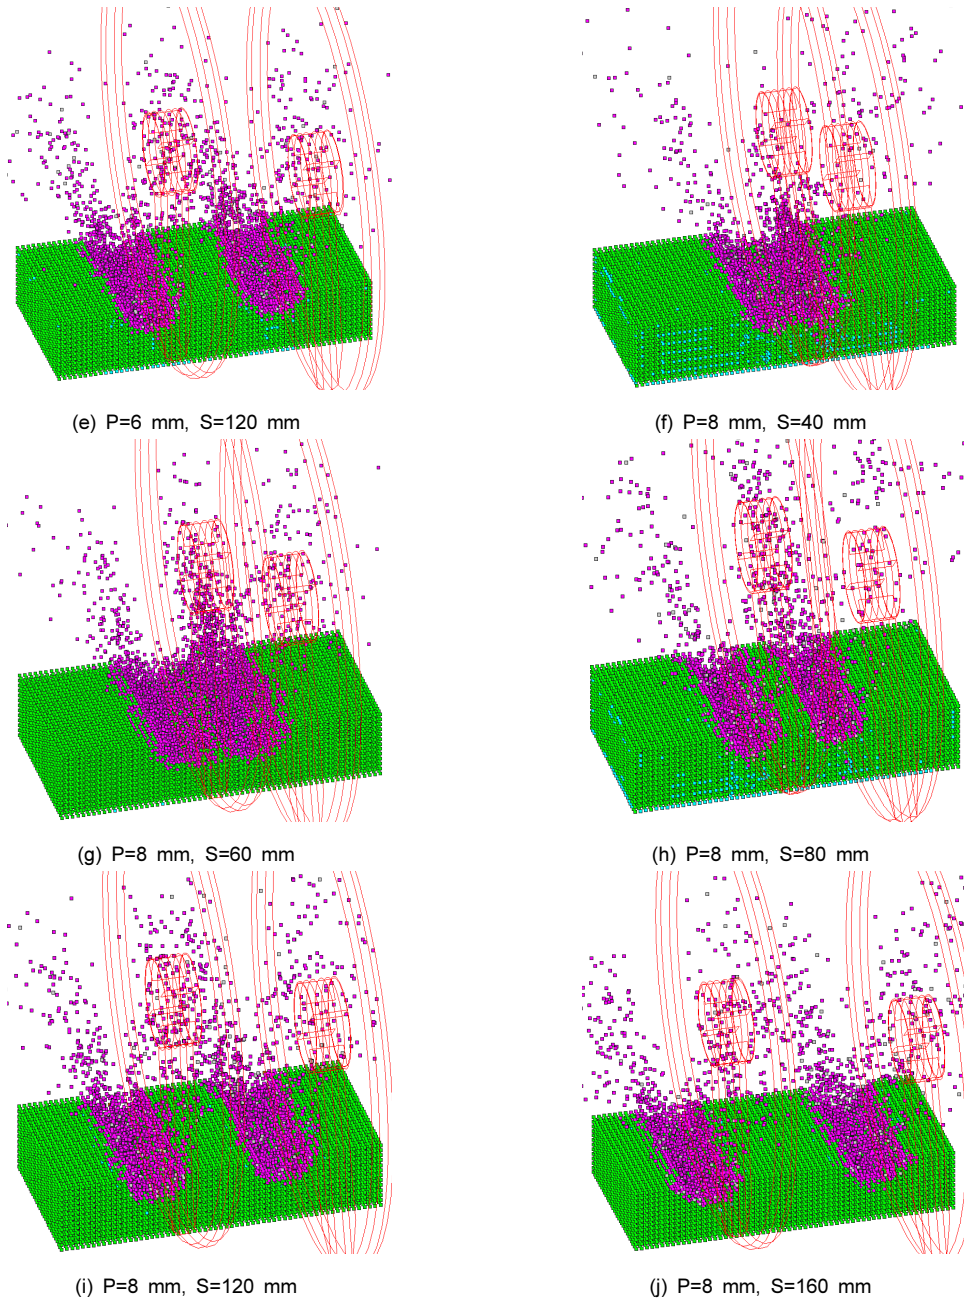 (e) P=6 mm, S=120 mm
(f) P=8 mm, S=40 mm
(g) P=8 mm, S=60 mm
(h) P=8 mm, S=80 mm
(i) P=8 mm, S=120 mm
(j) P=8 mm, S=160 mm